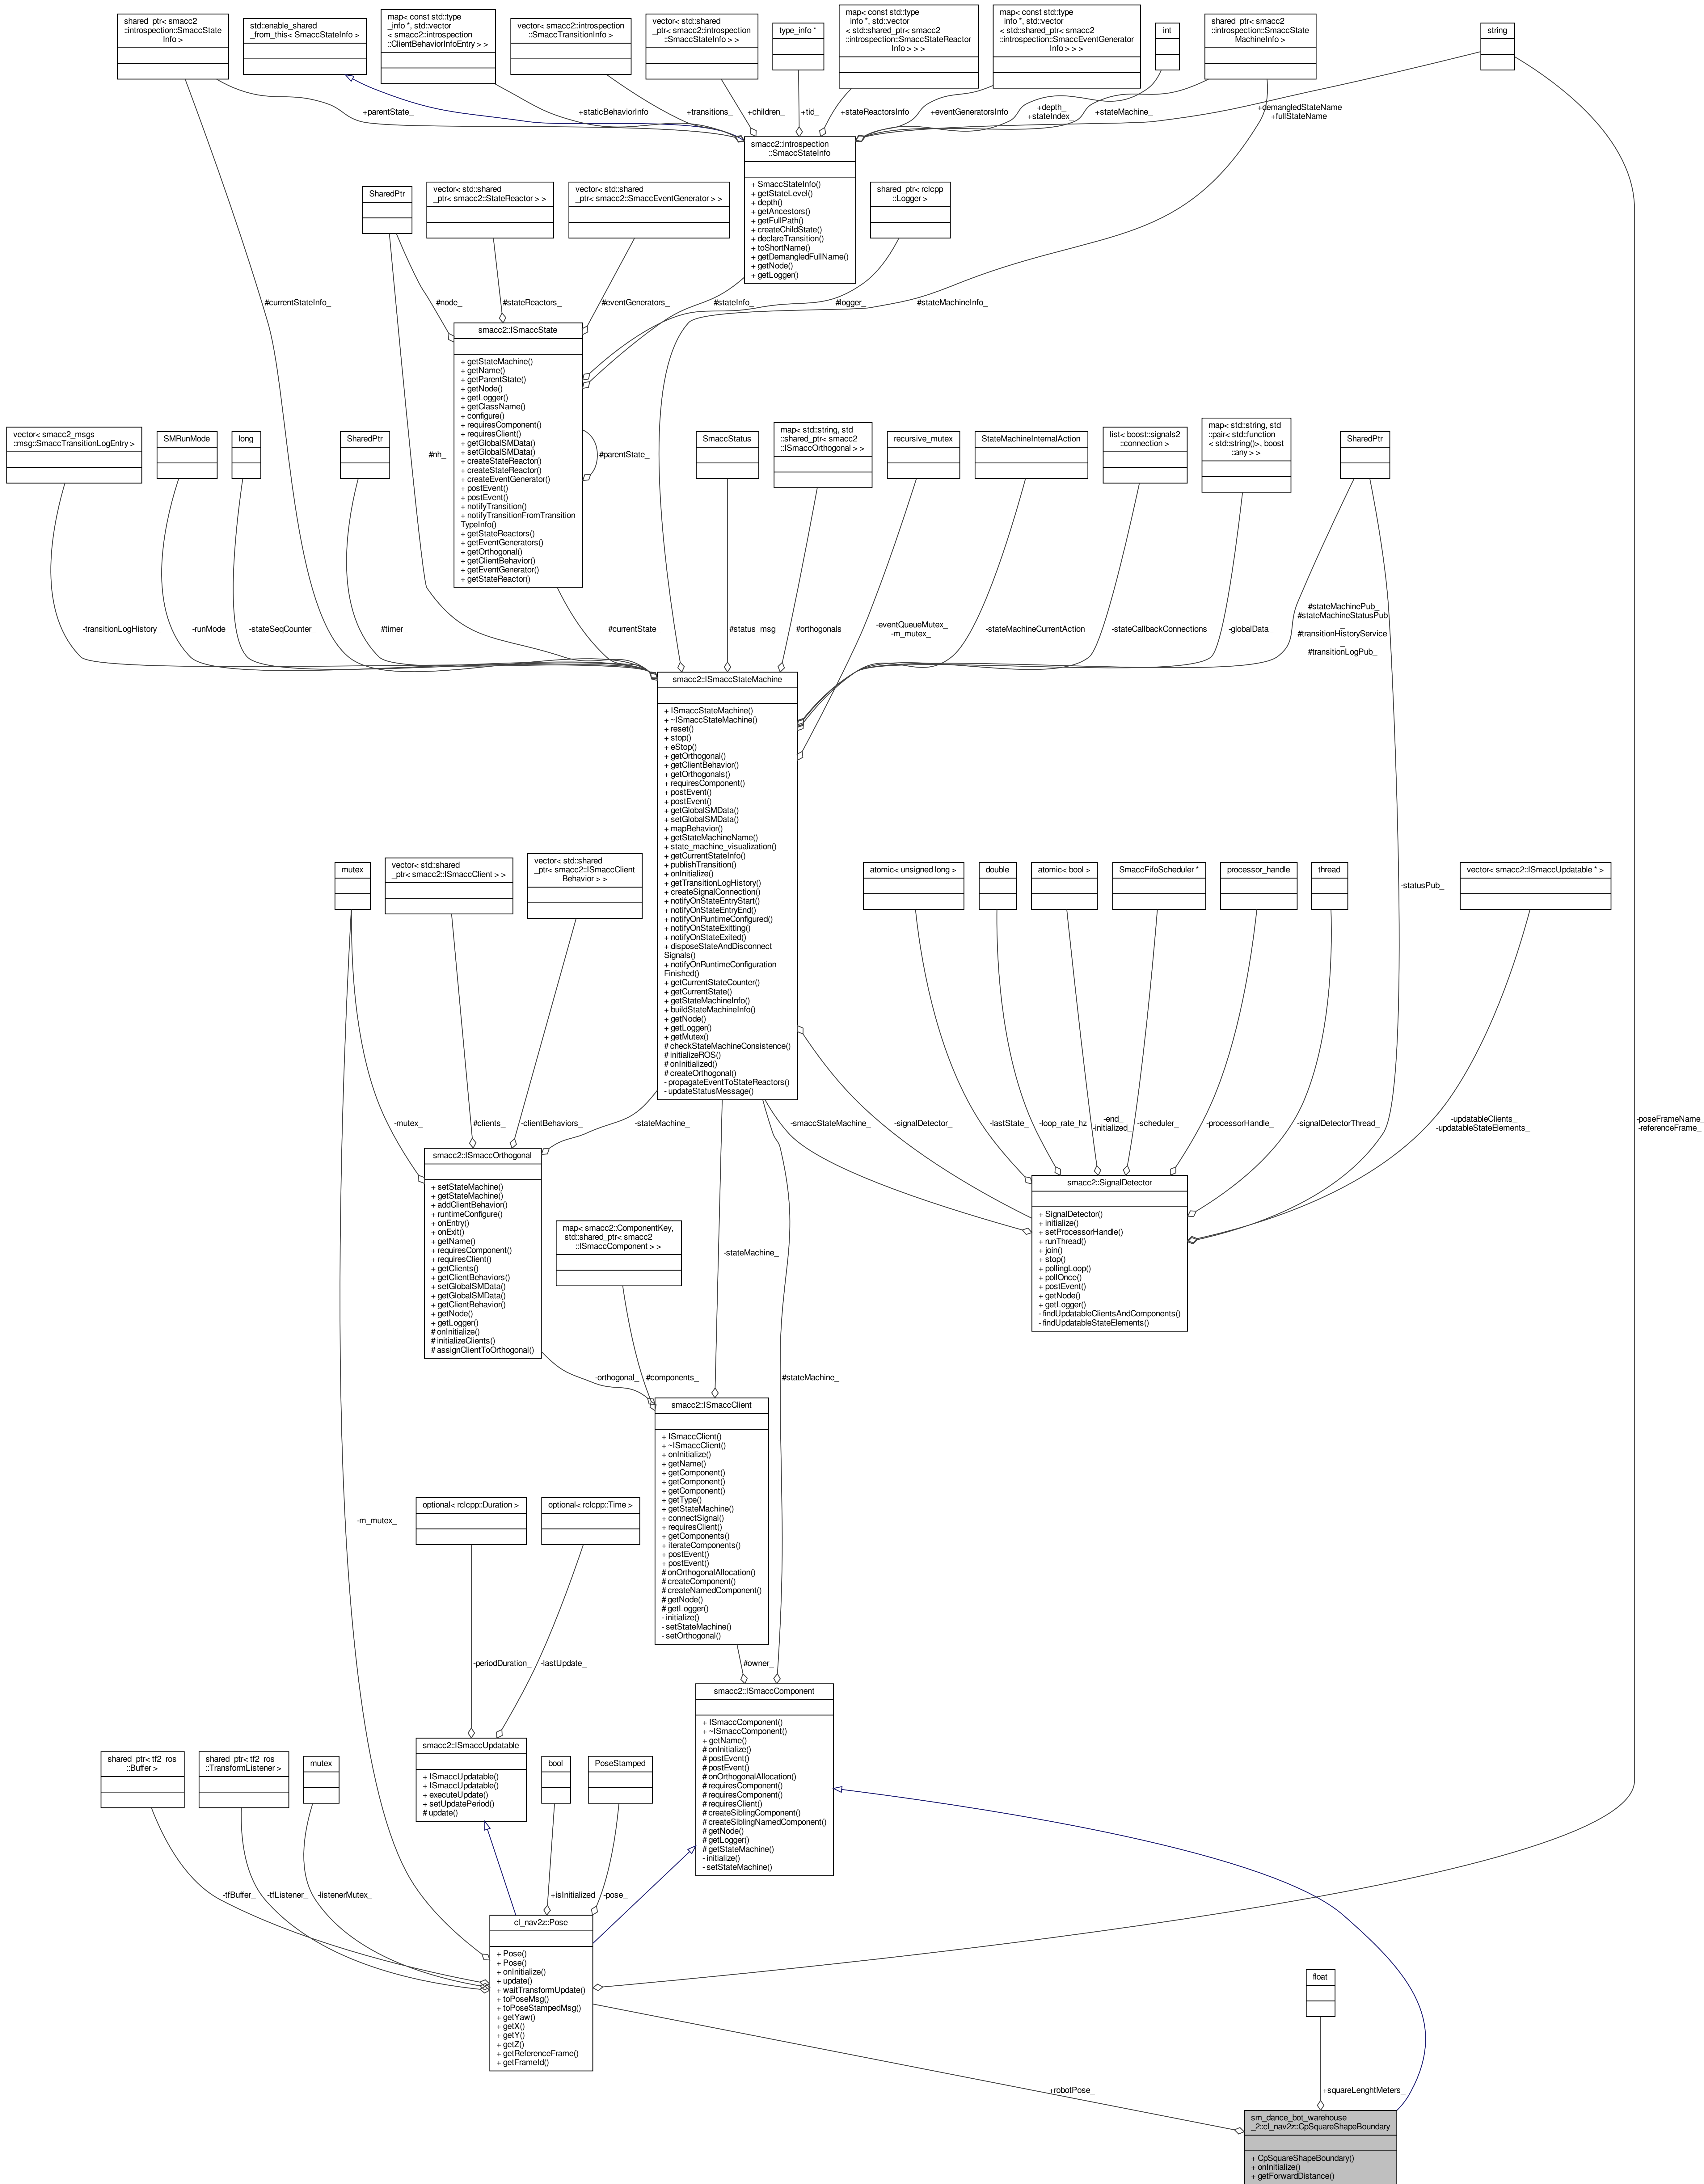 shared_ptr< smacc2
::introspection::SmaccState
Info >
std::enable_shared
_from_this< SmaccStateInfo >
map< const std::type
_info *, std::vector
< smacc2::introspection
::ClientBehaviorInfoEntry > >
vector< smacc2::introspection
::SmaccTransitionInfo >
vector< std::shared
_ptr< smacc2::introspection
::SmaccStateInfo > >
type_info *
map< const std::type
_info *, std::vector
< std::shared_ptr< smacc2
::introspection::SmaccStateReactor
Info > > >
map< const std::type
_info *, std::vector
< std::shared_ptr< smacc2
::introspection::SmaccEventGenerator
Info > > >
int
shared_ptr< smacc2
::introspection::SmaccState
MachineInfo >
string
+parentState_
+staticBehaviorInfo
+transitions_
+children_
+tid_
+stateReactorsInfo
+eventGeneratorsInfo
+depth_
+stateIndex_
+stateMachine_
+demangledStateName
+fullStateName
smacc2::introspection
::SmaccStateInfo
+ SmaccStateInfo()
+ getStateLevel()
+ depth()
+ getAncestors()
+ getFullPath()
+ createChildState()
+ declareTransition()
+ toShortName()
+ getDemangledFullName()
+ getNode()
+ getLogger()
SharedPtr
vector< std::shared
_ptr< smacc2::StateReactor > >
vector< std::shared
_ptr< smacc2::SmaccEventGenerator > >
shared_ptr< rclcpp
::Logger >
#currentStateInfo_
#node_
#stateReactors_
#eventGenerators_
#stateInfo_
#logger_
#stateMachineInfo_
smacc2::ISmaccState
+ getStateMachine()
+ getName()
+ getParentState()
+ getNode()
+ getLogger()
+ getClassName()
+ configure()
+ requiresComponent()
+ requiresClient()
+ getGlobalSMData()
+ setGlobalSMData()
+ createStateReactor()
+ createStateReactor()
+ createEventGenerator()
+ postEvent()
+ postEvent()
+ notifyTransition()
+ notifyTransitionFromTransition
TypeInfo()
+ getStateReactors()
+ getEventGenerators()
+ getOrthogonal()
+ getClientBehavior()
+ getEventGenerator()
+ getStateReactor()
#parentState_
#nh_
vector< smacc2_msgs
::msg::SmaccTransitionLogEntry >
SMRunMode
long
SharedPtr
SmaccStatus
map< std::string, std
::shared_ptr< smacc2
::ISmaccOrthogonal > >
recursive_mutex
StateMachineInternalAction
list< boost::signals2
::connection >
map< std::string, std
::pair< std::function
< std::string()>, boost
::any > >
SharedPtr
-transitionLogHistory_
-runMode_
-stateSeqCounter_
#timer_
#currentState_
#status_msg_
#orthogonals_
-eventQueueMutex_
-m_mutex_
-stateMachineCurrentAction
-stateCallbackConnections
-globalData_
#stateMachinePub_
#stateMachineStatusPub
_
#transitionHistoryService
_
#transitionLogPub_
smacc2::ISmaccStateMachine
+ ISmaccStateMachine()
+ ~ISmaccStateMachine()
+ reset()
+ stop()
+ eStop()
+ getOrthogonal()
+ getClientBehavior()
+ getOrthogonals()
+ requiresComponent()
+ postEvent()
+ postEvent()
+ getGlobalSMData()
+ setGlobalSMData()
+ mapBehavior()
+ getStateMachineName()
+ state_machine_visualization()
+ getCurrentStateInfo()
+ publishTransition()
+ onInitialize()
+ getTransitionLogHistory()
+ createSignalConnection()
+ notifyOnStateEntryStart()
+ notifyOnStateEntryEnd()
+ notifyOnRuntimeConfigured()
+ notifyOnStateExitting()
+ notifyOnStateExited()
+ disposeStateAndDisconnect
Signals()
+ notifyOnRuntimeConfiguration
Finished()
+ getCurrentStateCounter()
+ getCurrentState()
+ getStateMachineInfo()
+ buildStateMachineInfo()
+ getNode()
+ getLogger()
+ getMutex()
# checkStateMachineConsistence()
# initializeROS()
# onInitialized()
# createOrthogonal()
- propagateEventToStateReactors()
- updateStatusMessage()
mutex
vector< std::shared
_ptr< smacc2::ISmaccClient > >
vector< std::shared
_ptr< smacc2::ISmaccClient
Behavior > >
atomic< unsigned long >
double
atomic< bool >
SmaccFifoScheduler *
processor_handle
thread
-statusPub_
vector< smacc2::ISmaccUpdatable * >
-mutex_
#clients_
-clientBehaviors_
-stateMachine_
-smaccStateMachine_
-signalDetector_
-lastState_
-loop_rate_hz
-end_
-initialized_
-scheduler_
-processorHandle_
-signalDetectorThread_
-updatableClients_
-updatableStateElements_
-poseFrameName_
-referenceFrame_
smacc2::ISmaccOrthogonal
+ setStateMachine()
+ getStateMachine()
+ addClientBehavior()
+ runtimeConfigure()
+ onEntry()
+ onExit()
+ getName()
+ requiresComponent()
+ requiresClient()
+ getClients()
+ getClientBehaviors()
+ setGlobalSMData()
+ getGlobalSMData()
+ getClientBehavior()
+ getNode()
+ getLogger()
# onInitialize()
# initializeClients()
# assignClientToOrthogonal()
smacc2::SignalDetector
+ SignalDetector()
+ initialize()
+ setProcessorHandle()
+ runThread()
+ join()
+ stop()
+ pollingLoop()
+ pollOnce()
+ postEvent()
+ getNode()
+ getLogger()
- findUpdatableClientsAndComponents()
- findUpdatableStateElements()
map< smacc2::ComponentKey,
std::shared_ptr< smacc2
::ISmaccComponent > >
-stateMachine_
-orthogonal_
#components_
#stateMachine_
smacc2::ISmaccClient
+ ISmaccClient()
+ ~ISmaccClient()
+ onInitialize()
+ getName()
+ getComponent()
+ getComponent()
+ getComponent()
+ getType()
+ getStateMachine()
+ connectSignal()
+ requiresClient()
+ getComponents()
+ iterateComponents()
+ postEvent()
+ postEvent()
# onOrthogonalAllocation()
# createComponent()
# createNamedComponent()
# getNode()
# getLogger()
- initialize()
- setStateMachine()
- setOrthogonal()
optional< rclcpp::Duration >
optional< rclcpp::Time >
-m_mutex_
-periodDuration_
-lastUpdate_
#owner_
smacc2::ISmaccComponent
+ ISmaccComponent()
+ ~ISmaccComponent()
+ getName()
# onInitialize()
# postEvent()
# postEvent()
# onOrthogonalAllocation()
# requiresComponent()
# requiresComponent()
# requiresClient()
# createSiblingComponent()
# createSiblingNamedComponent()
# getNode()
# getLogger()
# getStateMachine()
- initialize()
- setStateMachine()
shared_ptr< tf2_ros
::Buffer >
shared_ptr< tf2_ros
::TransformListener >
mutex
smacc2::ISmaccUpdatable
+ ISmaccUpdatable()
+ ISmaccUpdatable()
+ executeUpdate()
+ setUpdatePeriod()
# update()
bool
PoseStamped
-tfBuffer_
-tfListener_
-listenerMutex_
+isInitialized
-pose_
cl_nav2z::Pose
+ Pose()
+ Pose()
+ onInitialize()
+ update()
+ waitTransformUpdate()
+ toPoseMsg()
+ toPoseStampedMsg()
+ getYaw()
+ getX()
+ getY()
+ getZ()
+ getReferenceFrame()
+ getFrameId()
float
+robotPose_
+squareLenghtMeters_
sm_dance_bot_warehouse
_2::cl_nav2z::CpSquareShapeBoundary
+ CpSquareShapeBoundary()
+ onInitialize()
+ getForwardDistance()